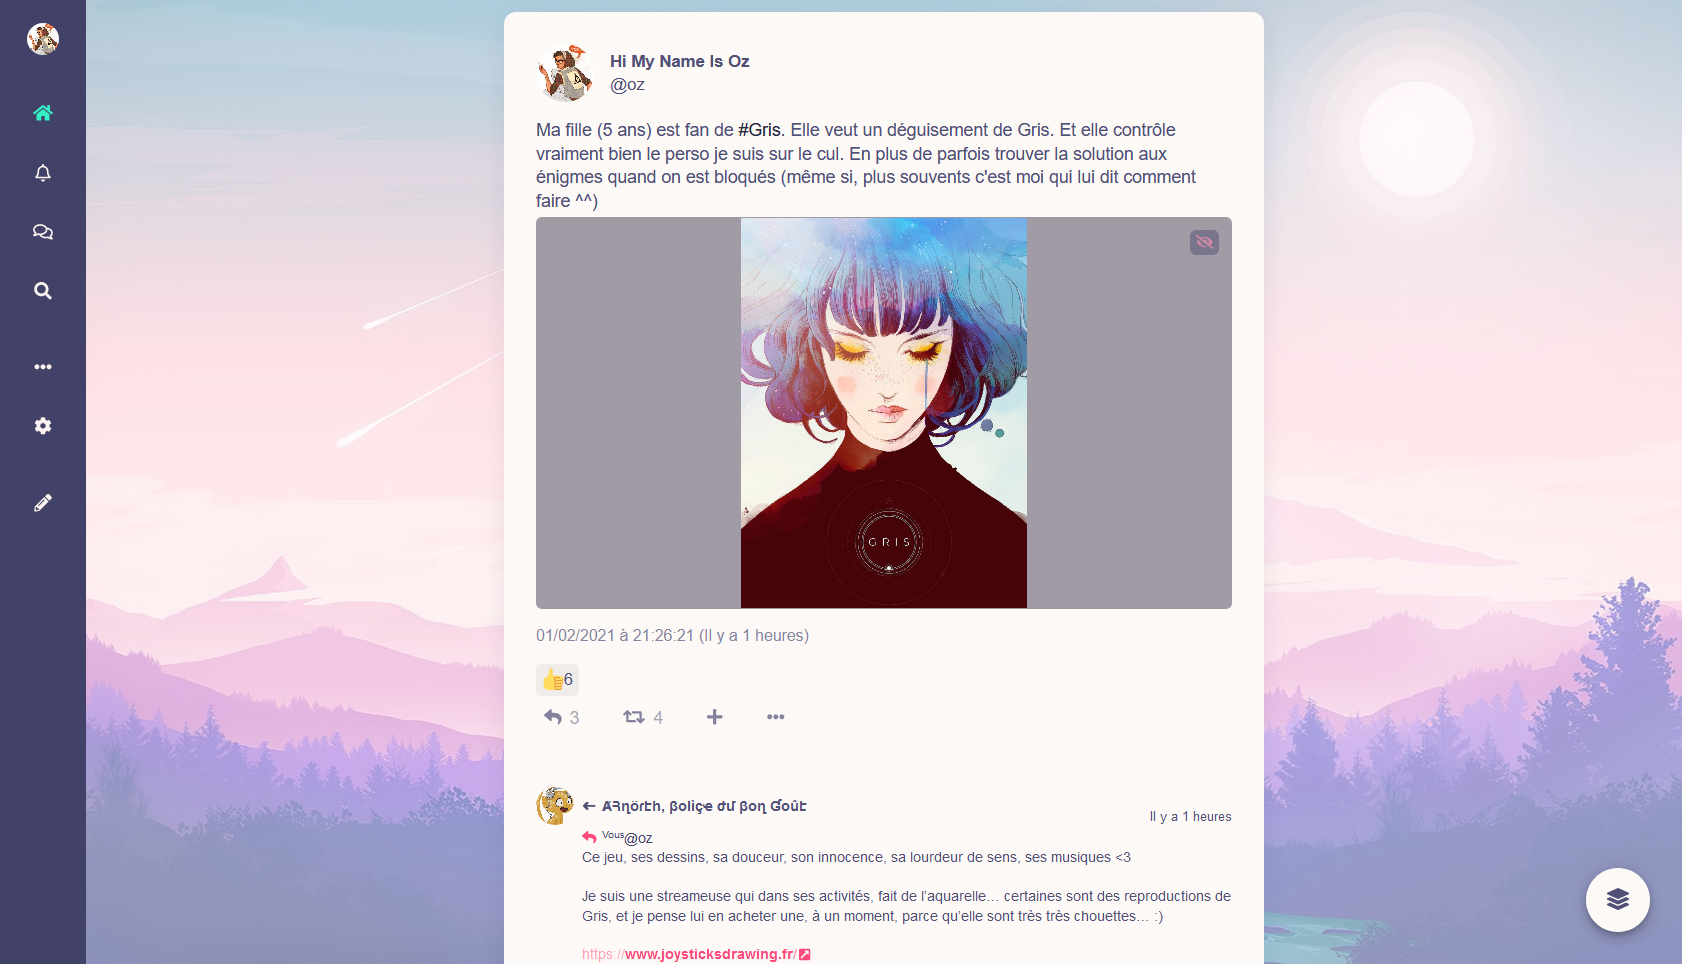 Hi My Name Is Oz
@oz
Ma fille (5 ans) est fan de #Gris. Elle veut un déguisement de Gris. Et elle contrôle
vraiment bien le perso je suis sur le cul. En plus de parfois trouver la solution aux
énigmes quand on est bloqués (même si, plus souvents c'est moi qui lui dit comment
faire ^^)
GRIS
01/02/2021 à 21:26:21 (Il y a 1 heures)
6
3
4
Il y a 1 heures
Vous@oz
Ce jeu, ses dessins, sa douceur, son innocence, sa lourdeur de sens, ses musiques <3
Je suis une streameuse qui dans ses activités, fait de l’aquarelle… certaines sont des reproductions de
Gris, et je pense lui en acheter une, à un moment, parce qu’elle sont très très chouettes… :)
https://www.joysticksdrawing.fr/